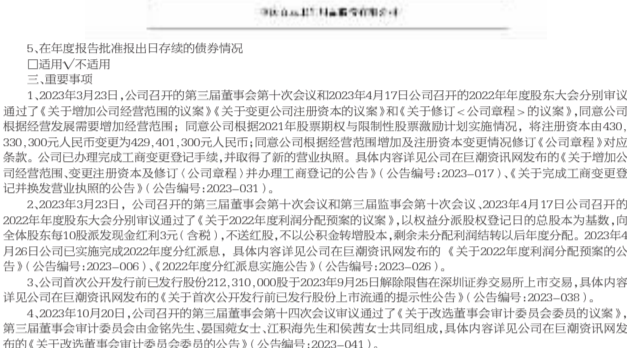 5、在年度报告批准报出日存续的债券情况
□适用√不适用
三、重要事项
1、2023年3月23日，公司召开的第三届董事会第十次会议和2023年4月17日公司召开的2022年年度股东大会分别审议
通过了《关于增加公司经营范围的议案》《关于变更公司注册资本的议案》和《关于修订＜公司章程＞的议案》，同意公司
根据经营发展需要增加经营范围；同意公司根据2021年股票期权与限制性股票激励计划实施情况，将注册资本由430,
330,300元人民币变更为429,401,300元人民币；同意公司根据经营范围增加及注册资本变更情况修订《公司章程》对应
条款。公司已办理完成工商变更登记手续，并取得了新的营业执照。具体内容详见公司在巨潮资讯网发布的《关于增加公
司经营范围、变更注册资本及修订〈公司章程〉并办理工商登记的公告》（公告编号：2023-017）、《关于完成工商变更登
记并换发营业执照的公告》（公告编号：2023-031）。
2、2023年3月23日，公司召开的第三届董事会第十次会议和第三届监事会第十次会议、2023年4月17日公司召开的
2022年年度股东大会分别审议通过了《关于2022年度利润分配预案的议案》，以权益分派股权登记日的总股本为基数，向
全体股东每10股派发现金红利3元（含税），不送红股，不以公积金转增股本，剩余未分配利润结转以后年度分配。2023年4
月26日公司已实施完成2022年度分红派息，具体内容详见公司在巨潮资讯网发布的《关于2022年度利润分配预案的公
告》（公告编号：2023-006）、《2022年度分红派息实施公告》（公告编号：2023-026）。
3、公司首次公开发行前已发行股份212,310,000股于2023年9月25日解除限售在深圳证券交易所上市交易，具体内容
详见公司在巨潮资讯网发布的《关于首次公开发行前已发行股份上市流通的提示性公告》（公告编号：2023-038）。
4、2023年10月20日，公司召开的第三届董事会第十四次会议审议通过了《关于改选董事会审计委员会委员的议案》，
第三届董事会审计委员会由金铭先生、晏国菀女士、江积海先生和侯茜女士共同组成，具体内容详见公司在巨潮资讯网发
布的《关于改选董事会审计委员会委员的公告》（公告编号：2023-041）。